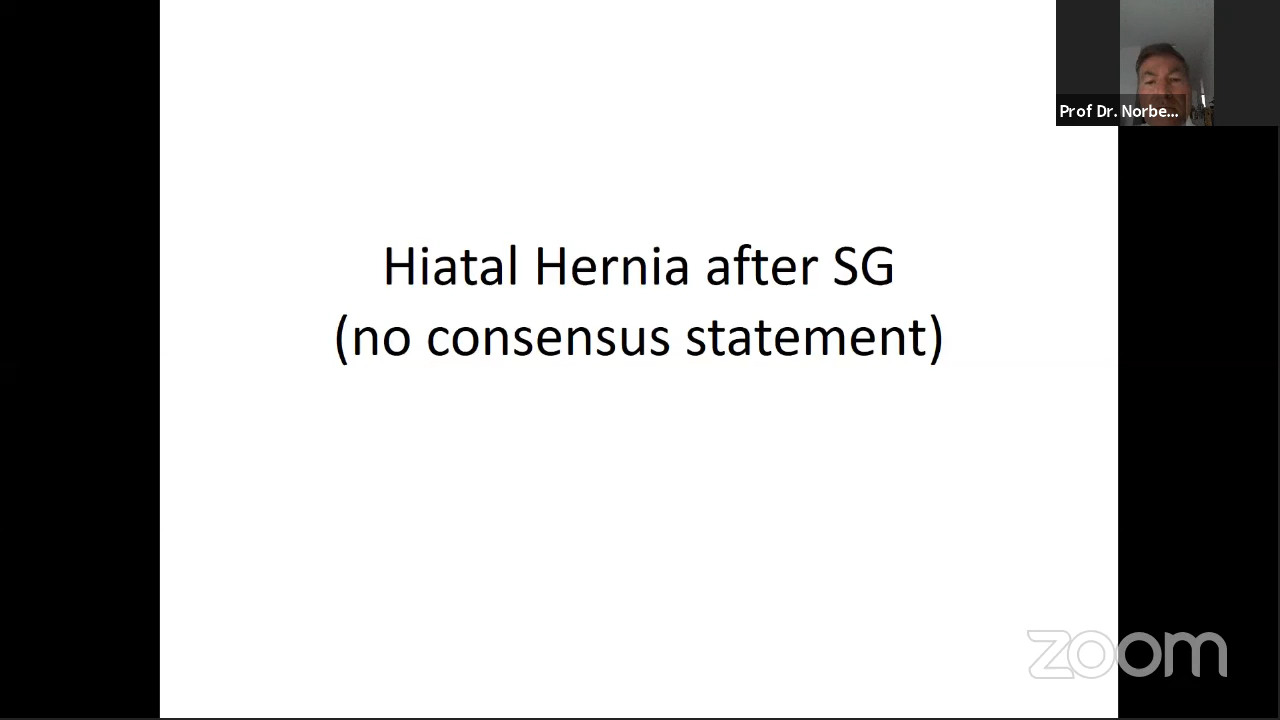 Prof Dr. Norbe...
Hiatal Hernia after SG
(no consensus statement)
zoom